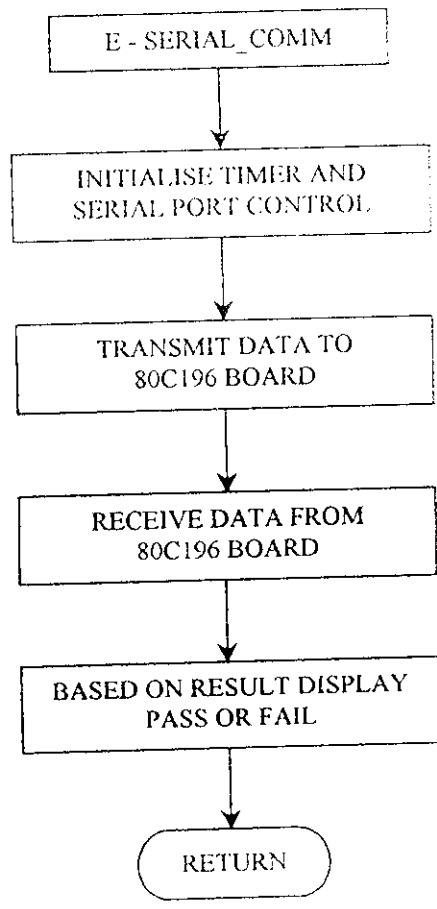 E - SERIAL_COMM
INITIALISE TIMER AND
SERIAL PORT CONTROL
TRANSMIT DATA TO
80C196 BOARD
RECEIVE DATA FROM
80C196 BOARD
BASED ON RESULT DISPLAY
PASS OR FAIL
RETURN